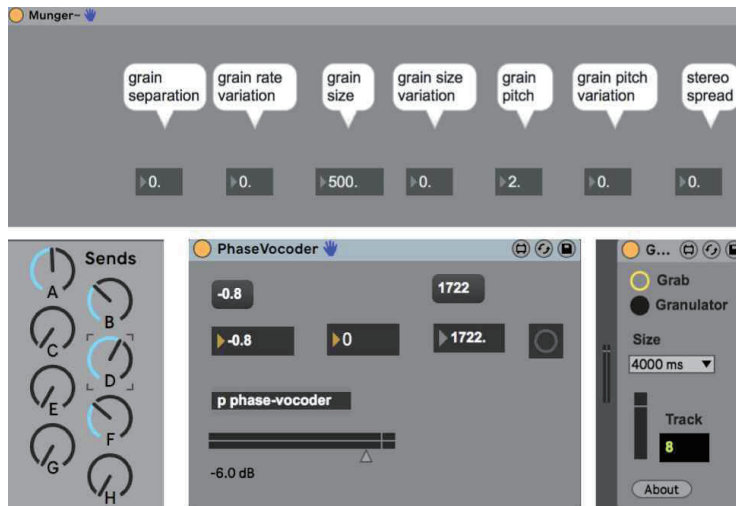 Munger~
grain
separation
grain rate
variation
grain
size
grain size
variation
grain
pitch
grain pitch
variation
stereo
spread
0.
0.
500.
0.
2.
0.
0.
Sends
A
B
C
D
E
F
G
H
PhaseVocoder
-0.8
1722
-0.8
0
1722.
p phase-vocoder
-6.0 dB
G...
Grab
Granulator
Size
4000 ms
Track
8
About